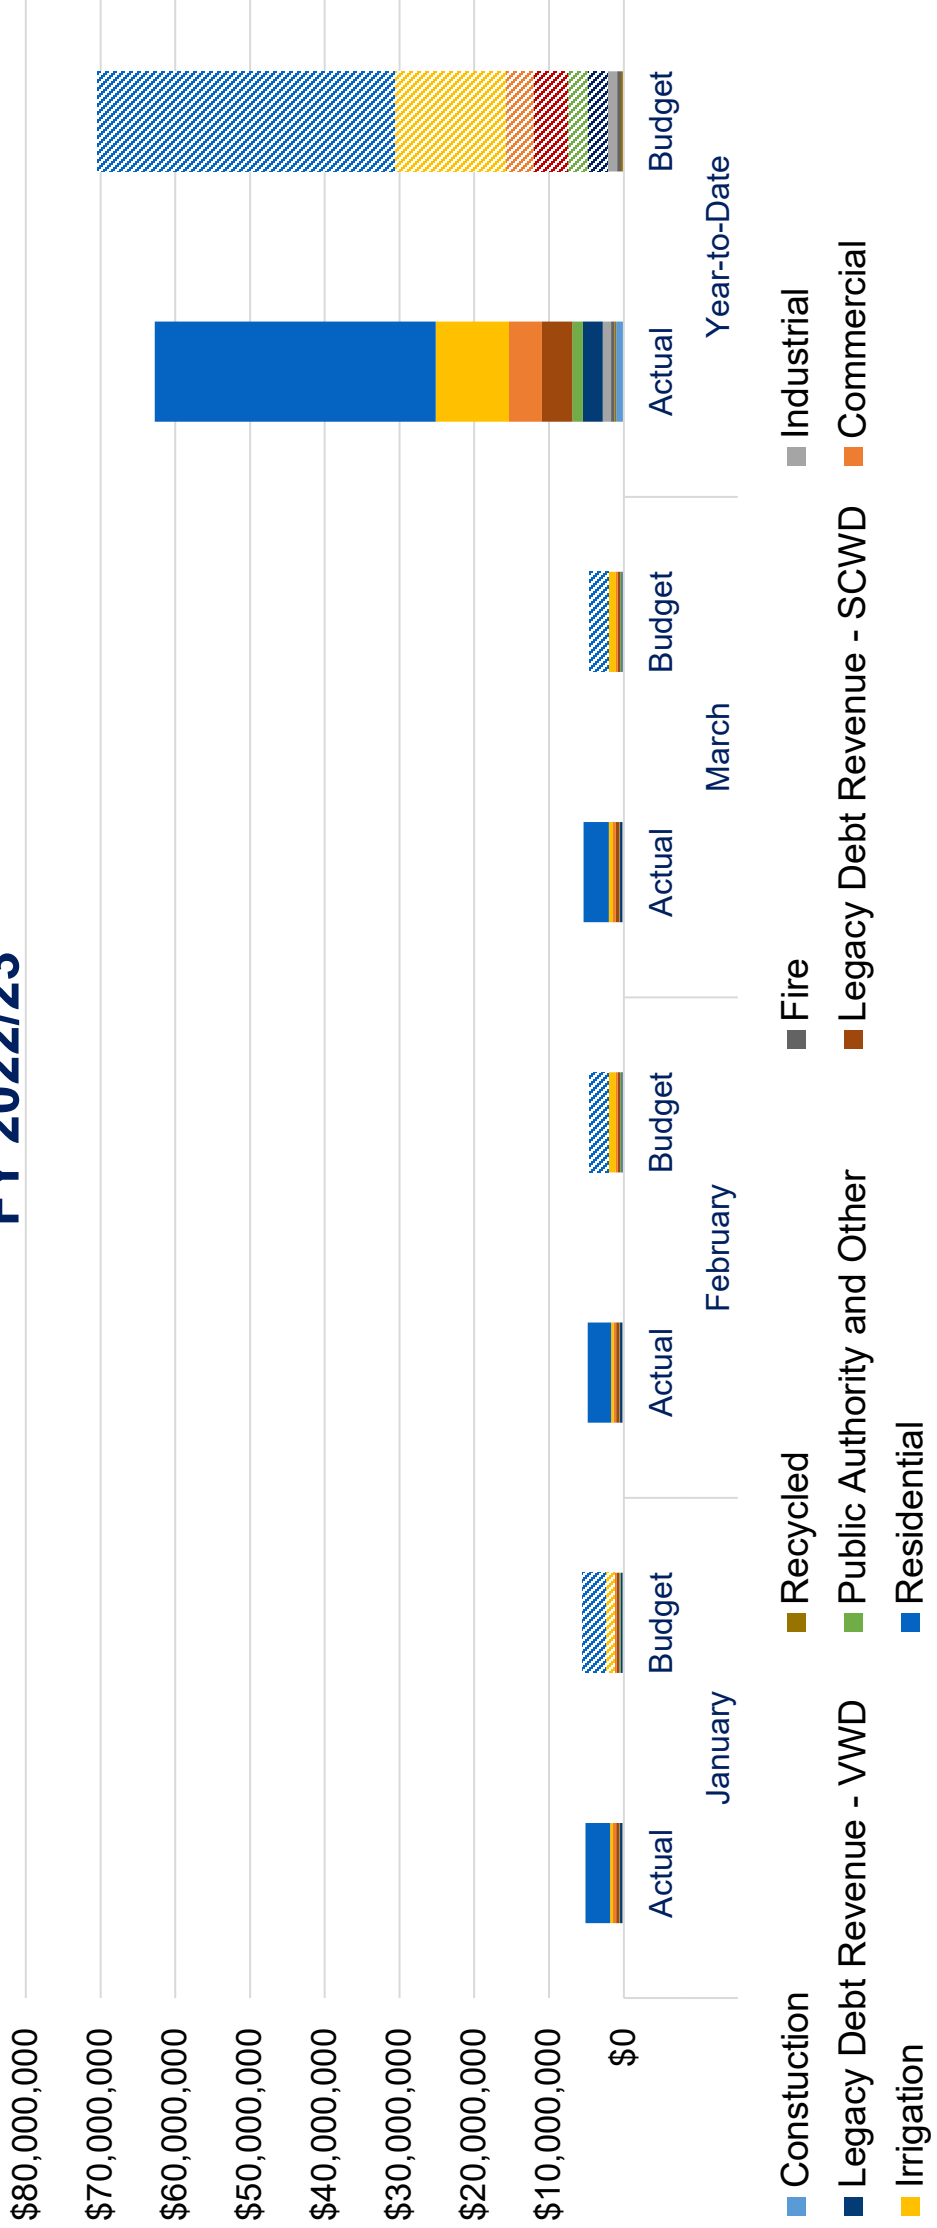 FY 2022/23
$80,000,000
$70,000,000
$60,000,000
$50,000,000
$40,000,000
$30,000,000
$20,000,000
$10,000,000
$0
Actual Budget Actual Budget Actual Budget Actual Budget
January February March Year-to-Date
Constuction Recycled Fire Industrial
Legacy Debt Revenue - VWD Public Authority and Other Legacy Debt Revenue - SCWD Commercial
Irrigation Residential